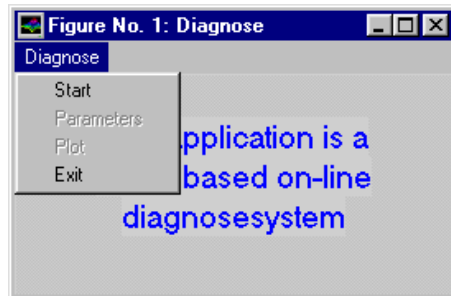 Figure No. 1: Diagnose
Diagnose
Start
Parameters
Plot
Exit
pplication is a
based on-line
diagnosesystem